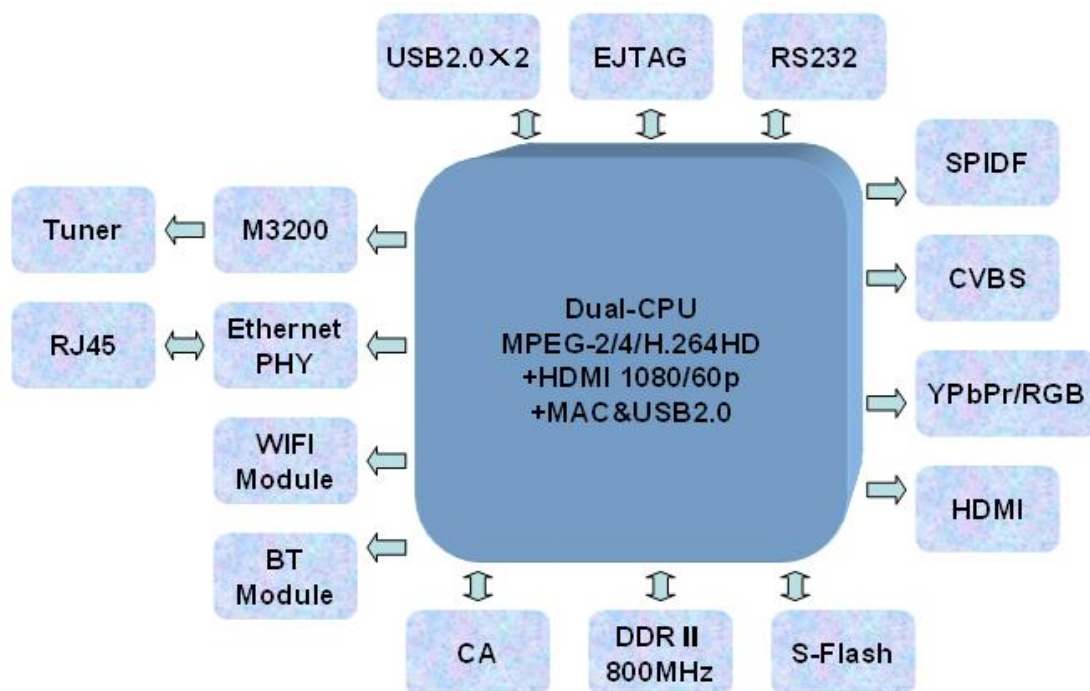 USB2.0×2
EJTAG
RS232
SPIDF
Tuner
M3200
CVBS
RJ45
Ethernet
PHY
Dual-CPU
MPEG-2/4/H.264HD
+HDMI 1080/60p
+MAC&USB2.0
YPbPr/RGB
WIFI
Module
HDMI
BT
Module
CA
DDR II
800MHz
S-Flash